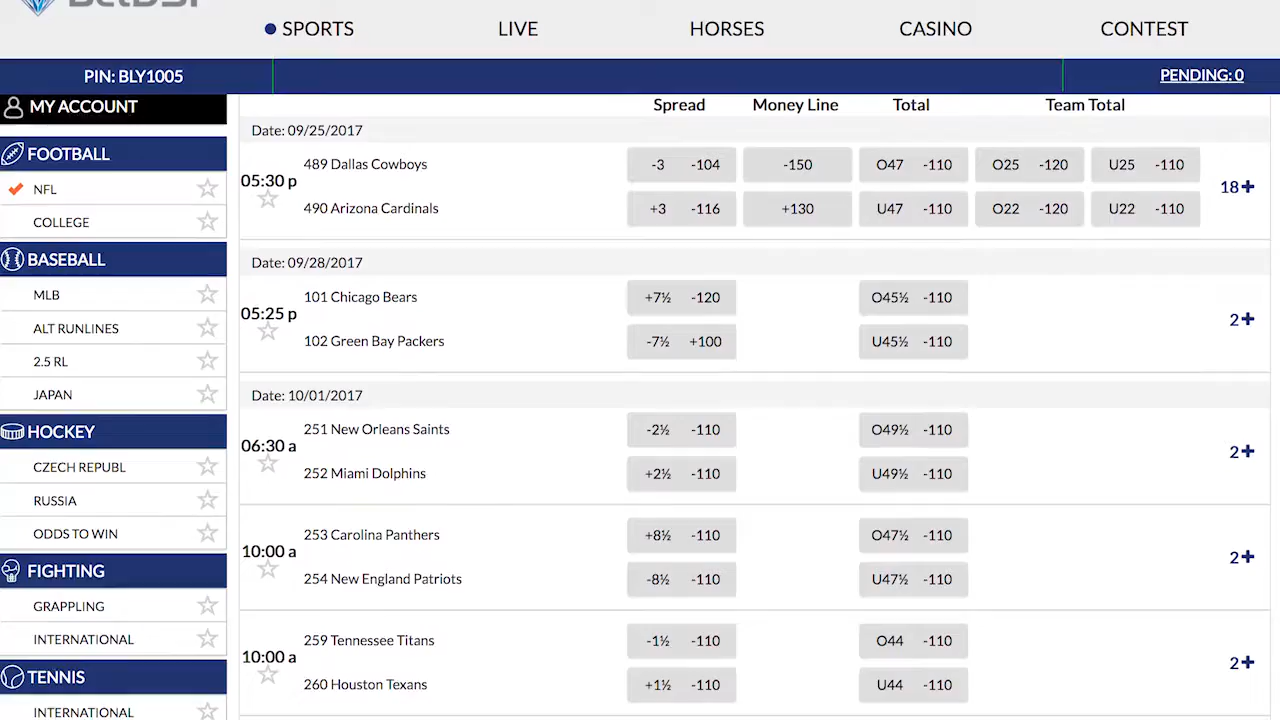 SPORTS LIVE HORSES CASINO CONTEST
PIN: BLY1005 PENDING: 0
MY ACCOUNT
FOOTBALL
NFL
COLLEGE
BASEBALL
MLB
ALT RUNLINES
2.5 RL
JAPAN
HOCKEY
CZECH REPUBL
RUSSIA
ODDS TO WIN
FIGHTING
GRAPPLING
INTERNATIONAL
TENNIS
INTERNATIONAL
Spread Money Line Total Team Total
Date: 09/25/2017
05:30 p
489 Dallas Cowboys -3 -104 -150 O47 -110 O25 -120 U25 -110
490 Arizona Cardinals +3 -116 +130 U47 -110 O22 -120 U22 -110
18+
Date: 09/28/2017
05:25 p
101 Chicago Bears +7½ -120 O45½ -110
102 Green Bay Packers -7½ +100 U45½ -110
2+
Date: 10/01/2017
06:30 a
251 New Orleans Saints -2½ -110 O49½ -110
252 Miami Dolphins +2½ -110 U49½ -110
2+
10:00 a
253 Carolina Panthers +8½ -110 O47½ -110
254 New England Patriots -8½ -110 U47½ -110
2+
10:00 a
259 Tennessee Titans -1½ -110 O44 -110
260 Houston Texans +1½ -110 U44 -110
2+